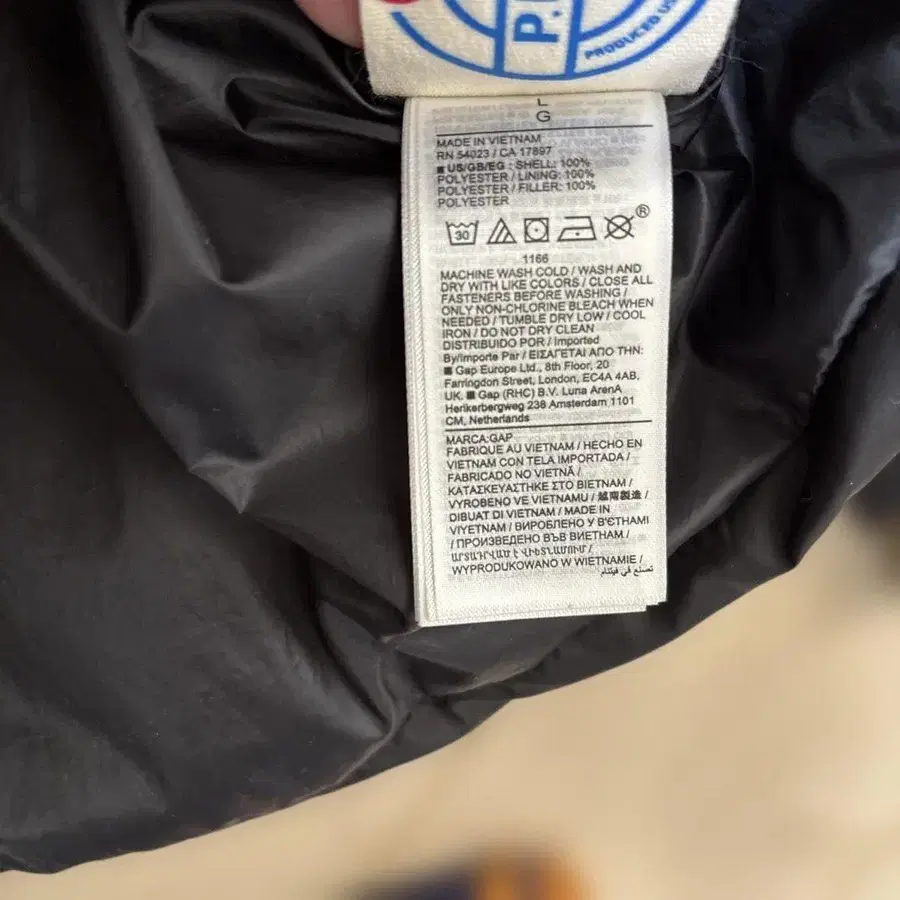 P.
PRODUCED
L
G
MADE IN VIETNAM
RN 54023 / CA 17897
■ US/GB/EG : SHELL: 100%
POLYESTER / LINING: 100%
POLYESTER / FILLER: 100%
POLYESTER
30
®
1166
MACHINE WASH COLD / WASH AND
DRY WITH LIKE COLORS / CLOSE ALL
FASTENERS BEFORE WASHING /
ONLY NON-CHLORINE BLEACH WHEN
NEEDED / TUMBLE DRY LOW / COOL
IRON / DO NOT DRY CLEAN
DISTRIBUIDO POR / Imported
By/Importe Par / ΕΙΣΑΓΕΤΑΙ ΑΠΟ ΤΗΝ:
■ Gap Europe Ltd., 8th Floor, 20
Farringdon Street, London, EC4A 4AB,
UK. ■ Gap (RHC) B.V. Luna ArenA
Herikerbergweg 238 Amsterdam 1101
CM, Netherlands
MARCA:GAP
FABRIQUE AU VIETNAM / HECHO EN
VIETNAM CON TELA IMPORTADA /
FABRICADO NO VIETNÃ /
ΚΑΤΑΣΚΕΥΑΣΤΗΚΕ ΣΤΟ ΒΙΕΤΝΑΜ /
VYROBENO VE VIETNAMU / 越南製造 /
DIBUAT DI VIETNAM / MADE IN
VIYETNAM / ВИРОБЛЕНО У В'ЄТНАМІ
/ ПРОИЗВЕДЕНО ВЪВ ВИЕТНАМ /
ԱՐՏԱԴՐՎԱԾ Է ՎԻԵՏՆԱՄՈՒՄ /
WYPRODUKOWANO W WIETNAMIE /
تصنع في فيتنام